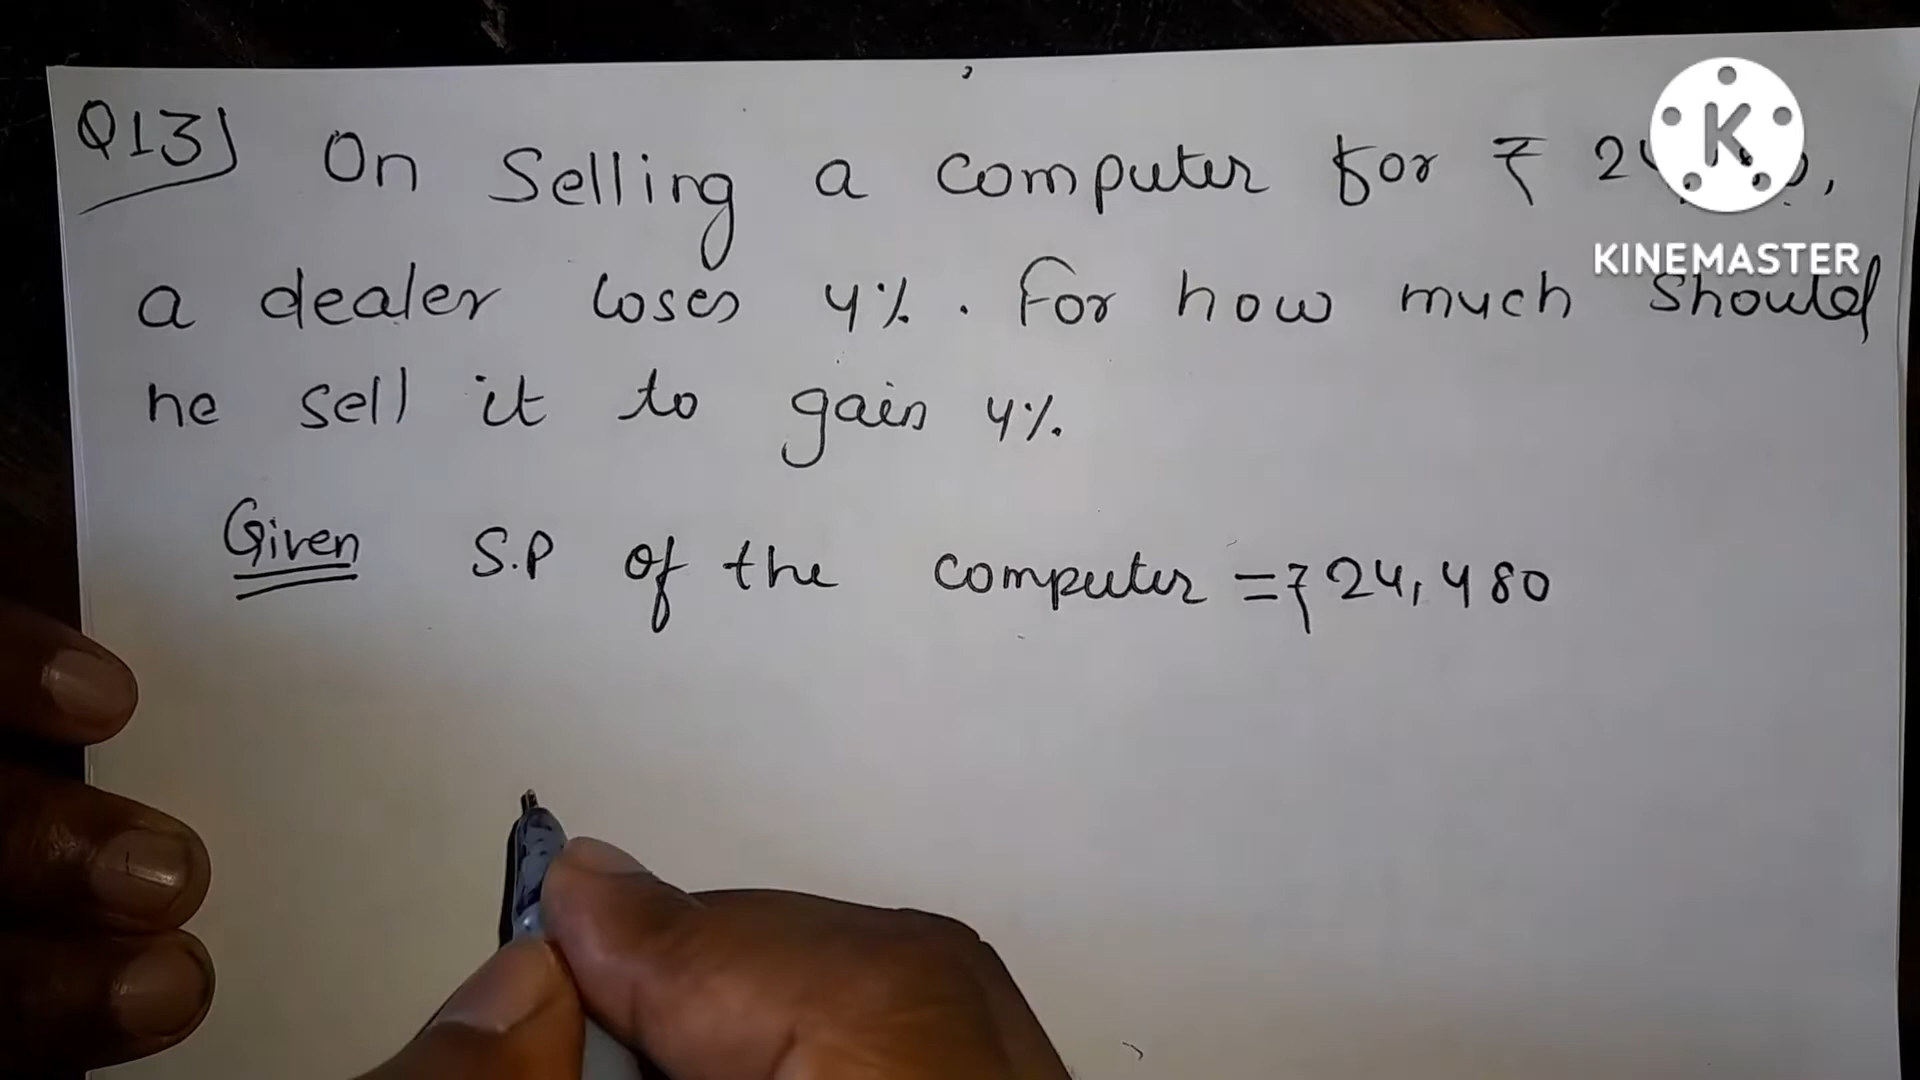 Q13) On Selling a computer for ₹
a dealer loses 4%. For how much should
he sell it to gain 4%.
Given S.P of the computer = ₹24,480
K
KINEMASTER